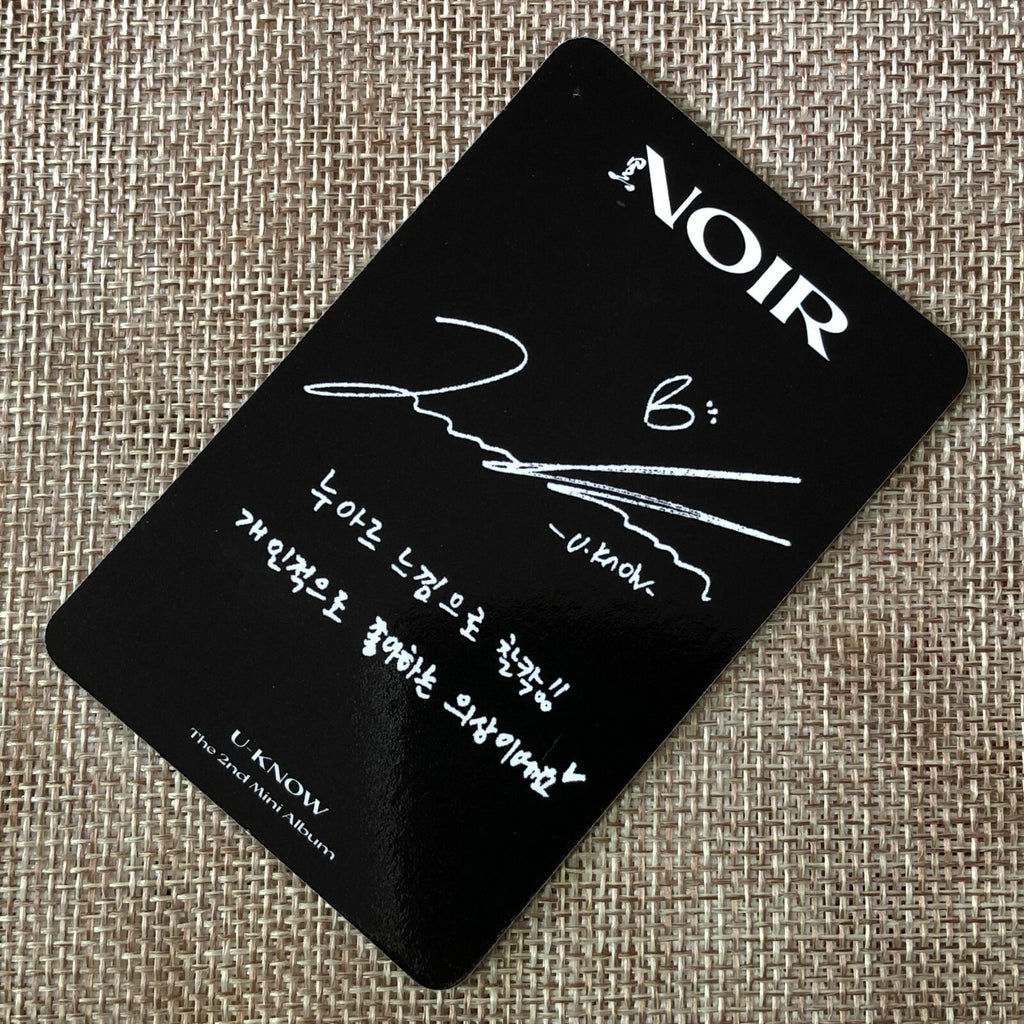 NOIR
B:
-U-KNOW-
누아르 느낌으로 찰칵!!
개인적으로 좋아하는 의상이에요
U-KNOW
The 2nd Mini Album